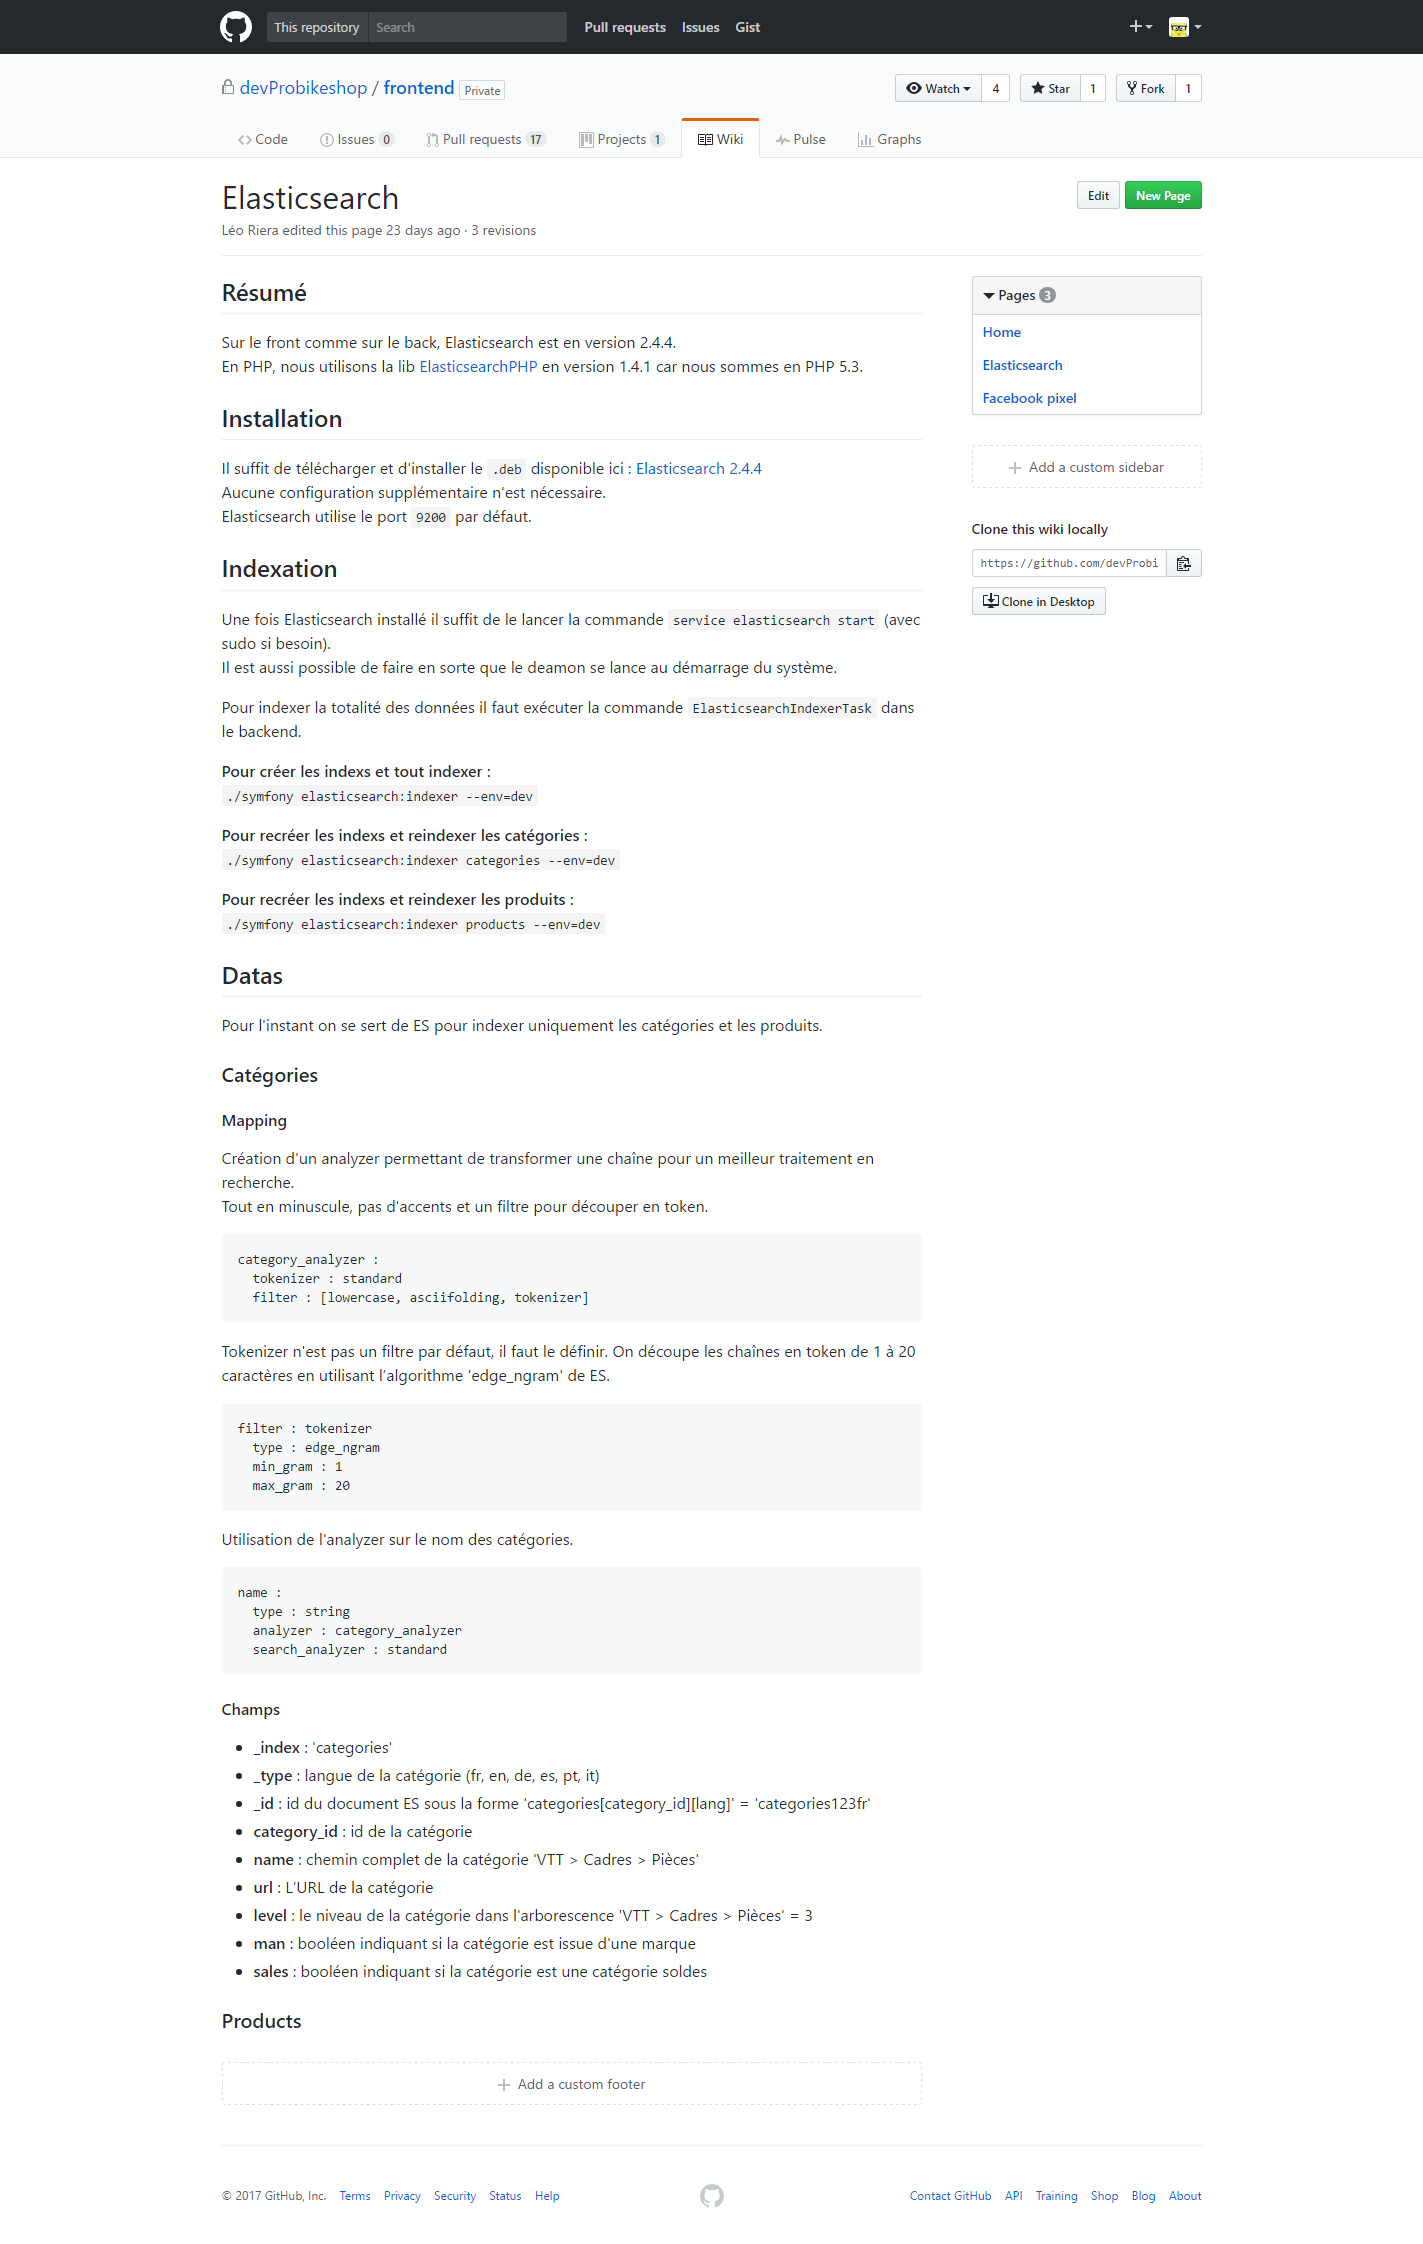 This repository Search Pull requests Issues Gist
devProbikeshop / frontend Private
Watch 4 Star 1 Fork 1
Code Issues 0 Pull requests 17 Projects 1 Wiki Pulse Graphs
Elasticsearch
Edit New Page
Léo Riera edited this page 23 days ago · 3 revisions
Résumé
Sur le front comme sur le back, Elasticsearch est en version 2.4.4.
En PHP, nous utilisons la lib ElasticsearchPHP en version 1.4.1 car nous sommes en PHP 5.3.
Installation
Il suffit de télécharger et d'installer le .deb disponible ici : Elasticsearch 2.4.4
Aucune configuration supplémentaire n'est nécessaire.
Elasticsearch utilise le port 9200 par défaut.
Indexation
Une fois Elasticsearch installé il suffit de le lancer la commande service elasticsearch start (avec
sudo si besoin).
Il est aussi possible de faire en sorte que le deamon se lance au démarrage du système.
Pour indexer la totalité des données il faut exécuter la commande ElasticsearchIndexerTask dans
le backend.
Pour créer les indexs et tout indexer :
./symfony elasticsearch:indexer --env=dev
Pour recréer les indexs et reindexer les catégories :
./symfony elasticsearch:indexer categories --env=dev
Pour recréer les indexs et reindexer les produits :
./symfony elasticsearch:indexer products --env=dev
Datas
Pour l'instant on se sert de ES pour indexer uniquement les catégories et les produits.
Catégories
Mapping
Création d'un analyzer permettant de transformer une chaîne pour un meilleur traitement en
recherche.
Tout en minuscule, pas d'accents et un filtre pour découper en token.
category_analyzer :
tokenizer : standard
filter : [lowercase, asciifolding, tokenizer]
Tokenizer n'est pas un filtre par défaut, il faut le définir. On découpe les chaînes en token de 1 à 20
caractères en utilisant l’algorithme 'edge_ngram' de ES.
filter : tokenizer
type : edge_ngram
min_gram : 1
max_gram : 20
Utilisation de l'analyzer sur le nom des catégories.
name :
type : string
analyzer : category_analyzer
search_analyzer : standard
Champs
_index : 'categories'
_type : langue de la catégorie (fr, en, de, es, pt, it)
_id : id du document ES sous la forme 'categories[category_id][lang]' = 'categories123fr'
category_id : id de la catégorie
name : chemin complet de la catégorie 'VTT > Cadres > Pièces'
url : L’URL de la catégorie
level : le niveau de la catégorie dans l'arborescence 'VTT > Cadres > Pièces' = 3
man : booléen indiquant si la catégorie est issue d'une marque
sales : booléen indiquant si la catégorie est une catégorie soldes
Products
Add a custom footer
Pages 3
Home
Elasticsearch
Facebook pixel
Add a custom sidebar
Clone this wiki locally
https://github.com/devProbi
Clone in Desktop
© 2017 GitHub, Inc. Terms Privacy Security Status Help Contact GitHub API Training Shop Blog About